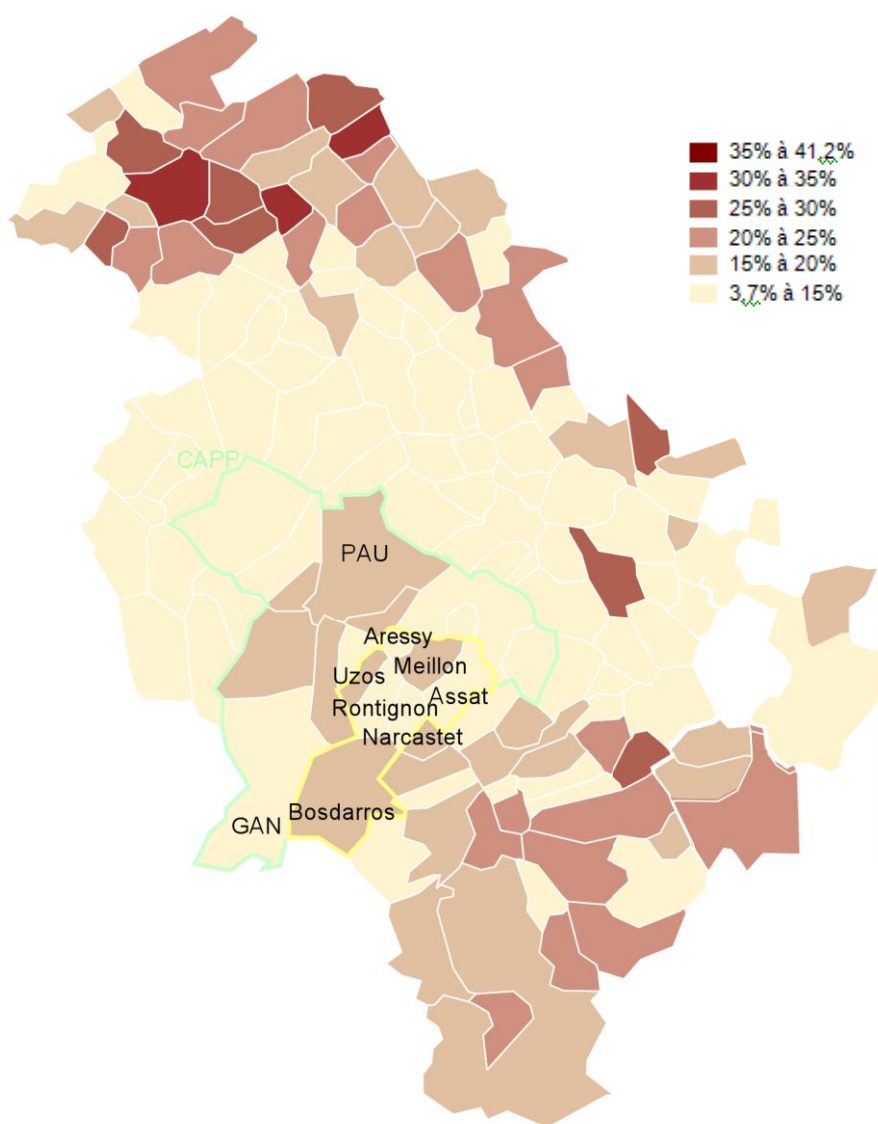 35% à 41,2%
30% à 35%
25% à 30%
20% à 25%
15% à 20%
3,7% à 15%
CAPP
PAU
Aressy
Meillon
Uzos
Assat
Rontignon
Narcastet
Bosdarros
GAN